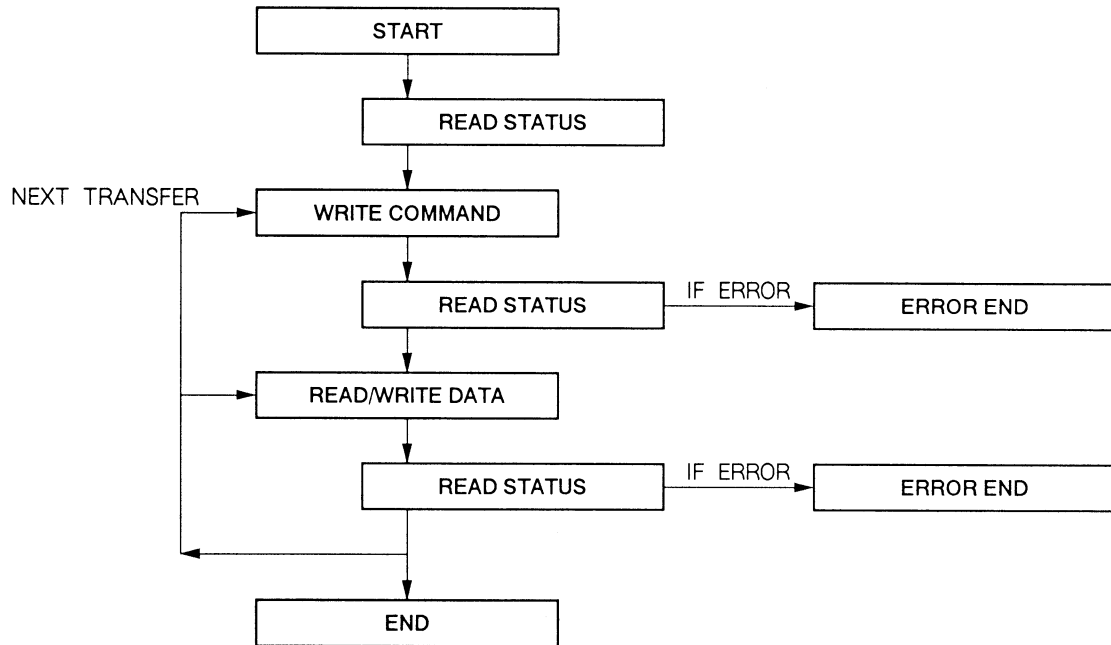 START
READ STATUS
NEXT TRANSFER
WRITE COMMAND
READ STATUS
IF ERROR
ERROR END
READ/WRITE DATA
READ STATUS
IF ERROR
ERROR END
END